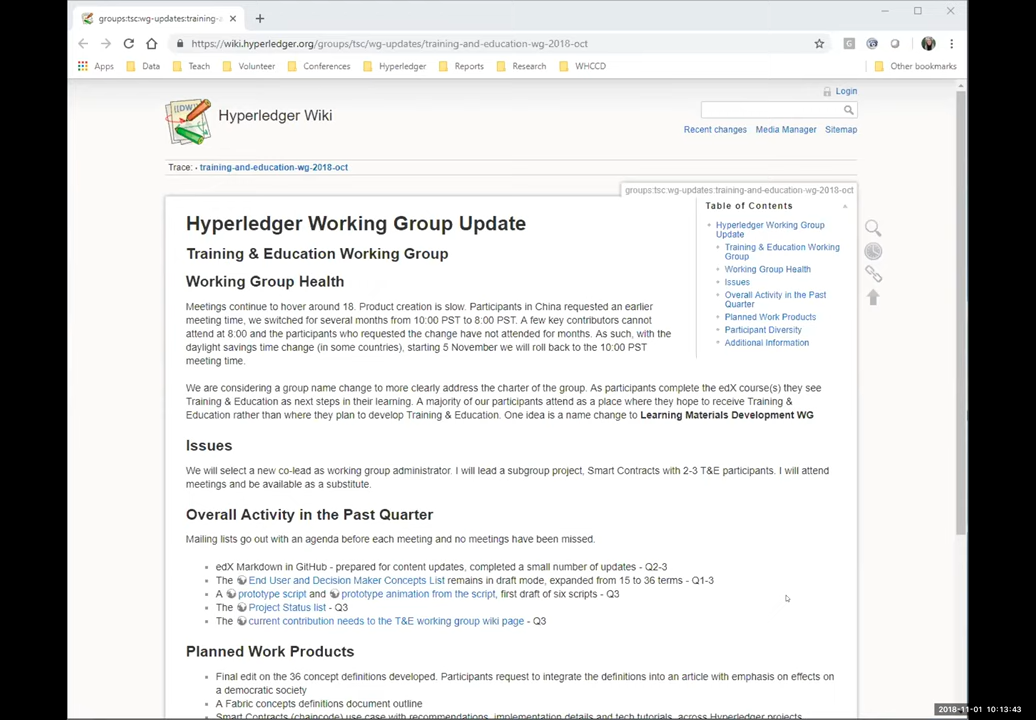 groups:tsc:wg-updates:training-a
https://wiki.hyperledger.org/groups/tsc/wg-updates/training-and-education-wg-2018-oct
Apps Data Teach Volunteer Conferences Hyperledger Reports Research WHCCD Other bookmarks
Login
Hyperledger Wiki
Recent changes Media Manager Sitemap
Trace: • training-and-education-wg-2018-oct
groups:tsc:wg-updates:training-and-education-wg-2018-oct
Table of Contents
Hyperledger Working Group
Update
Training & Education Working
Group
Working Group Health
Issues
Overall Activity in the Past
Quarter
Planned Work Products
Participant Diversity
Additional Information
Hyperledger Working Group Update
Training & Education Working Group
Working Group Health
Meetings continue to hover around 18. Product creation is slow. Participants in China requested an earlier
meeting time, we switched for several months from 10:00 PST to 8:00 PST. A few key contributors cannot
attend at 8:00 and the participants who requested the change have not attended for months. As such, with the
daylight savings time change (in some countries), starting 5 November we will roll back to the 10:00 PST
meeting time.
We are considering a group name change to more clearly address the charter of the group. As participants complete the edX course(s) they see
Training & Education as next steps in their learning. A majority of our participants attend as a place where they hope to receive Training &
Education rather than where they plan to develop Training & Education. One idea is a name change to Learning Materials Development WG
Issues
We will select a new co-lead as working group administrator. I will lead a subgroup project, Smart Contracts with 2-3 T&E participants. I will attend
meetings and be available as a substitute.
Overall Activity in the Past Quarter
Mailing lists go out with an agenda before each meeting and no meetings have been missed.
edX Markdown in GitHub - prepared for content updates, completed a small number of updates - Q2-3
The End User and Decision Maker Concepts List remains in draft mode, expanded from 15 to 36 terms - Q1-3
A prototype script and prototype animation from the script, first draft of six scripts - Q3
The Project Status list - Q3
The current contribution needs to the T&E working group wiki page - Q3
Planned Work Products
Final edit on the 36 concept definitions developed. Participants request to integrate the definitions into an article with emphasis on effects on
a democratic society
A Fabric concepts definitions document outline
Smart Contracts (chaincode) use case with recommendations, implementation details and tech tutorials, across Hyperledger projects
2018-11-01 10:13:43